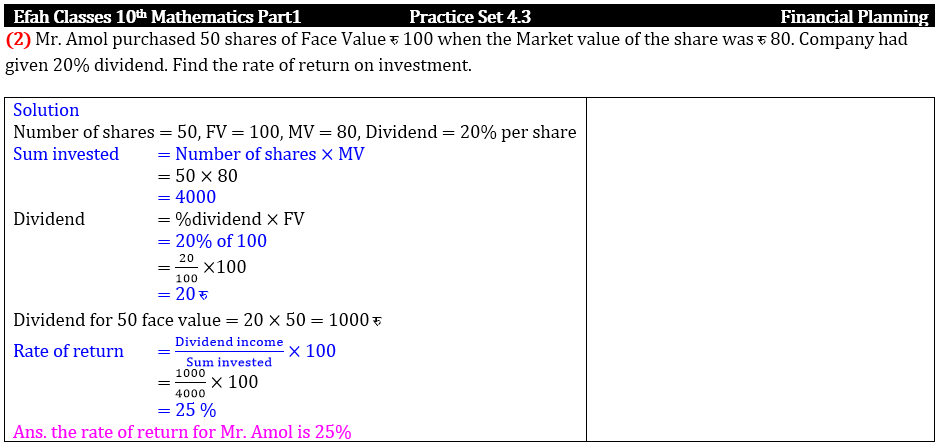 Efah Classes 10th Mathematics Part1 Practice Set 4.3 Financial Planning
(2) Mr. Amol purchased 50 shares of Face Value रु 100 when the Market value of the share was रु 80. Company had
given 20% dividend. Find the rate of return on investment.
Solution
Number of shares = 50, FV = 100, MV = 80, Dividend = 20% per share
Sum invested = Number of shares × MV
= 50 × 80
= 4000
Dividend = %dividend × FV
= 20% of 100
= 20/100 ×100
= 20 रु
Dividend for 50 face value = 20 × 50 = 1000 रु
Rate of return = Dividend income/Sum invested × 100
= 1000/4000 × 100
= 25 %
Ans. the rate of return for Mr. Amol is 25%